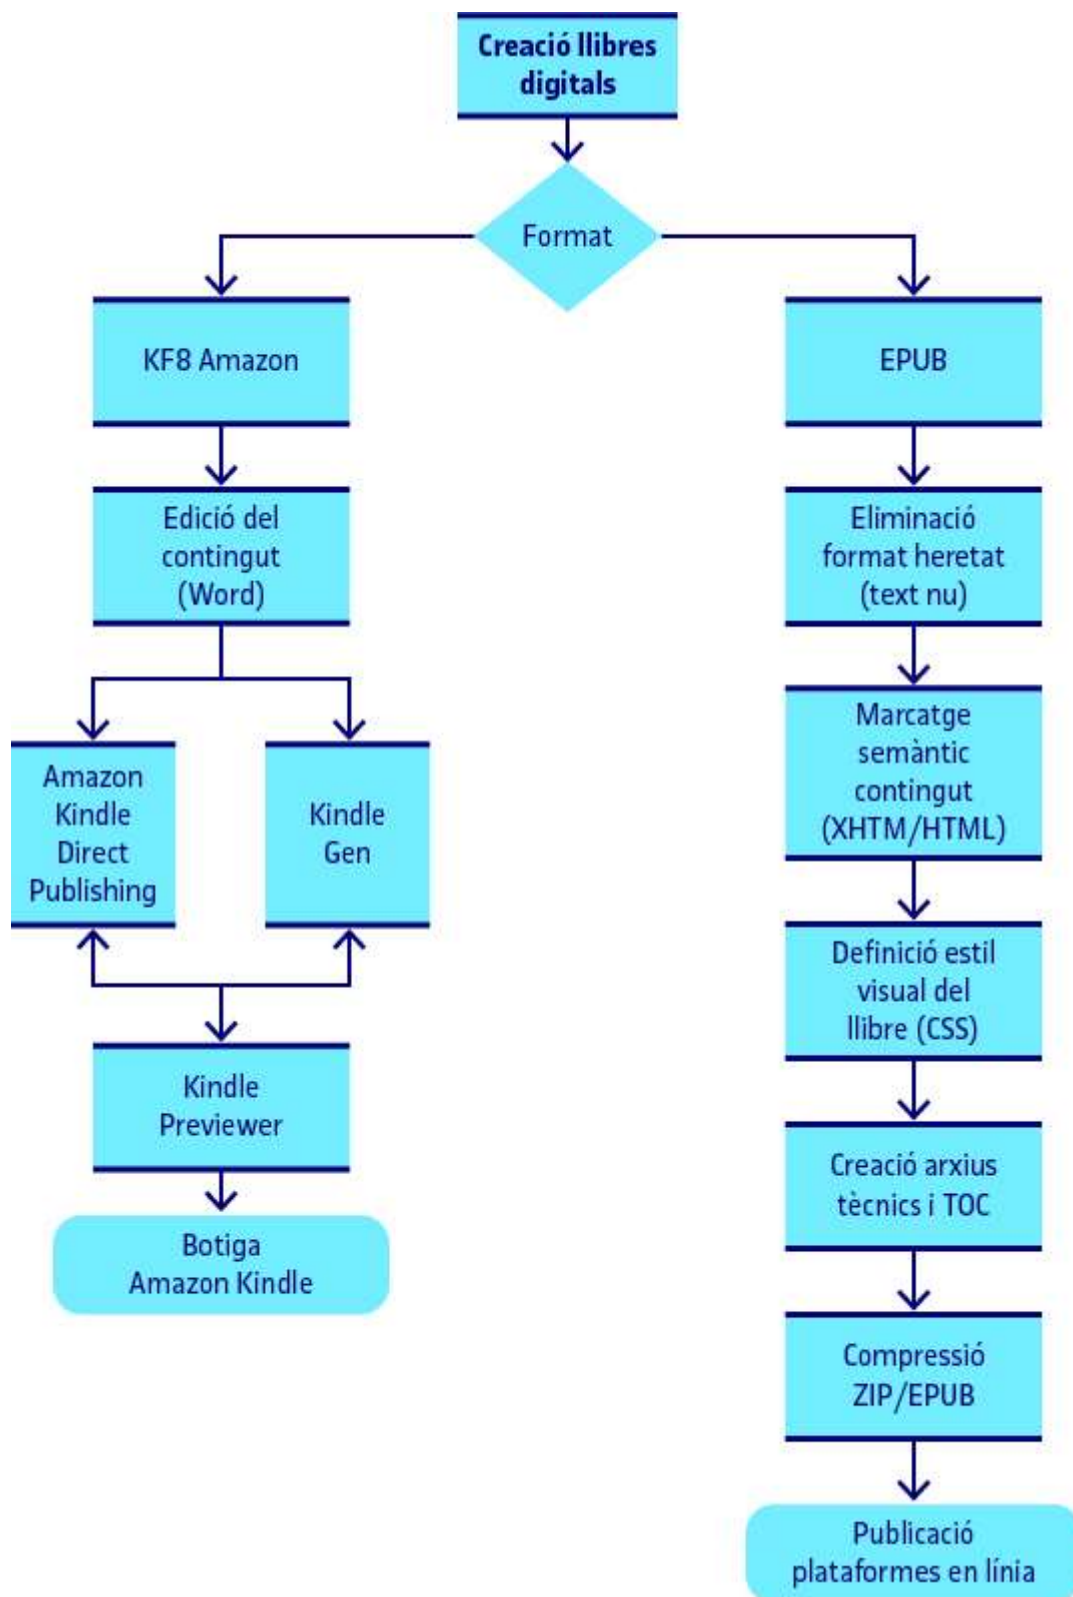 Creació llibres
digitals
Format
KF8 Amazon
Edició del
contingut
(Word)
Amazon
Kindle
Direct
Publishing
Kindle
Gen
Kindle
Previewer
Botiga
Amazon Kindle
EPUB
Eliminació
format heretat
(text nu)
Marcatge
semàntic
contingut
(XHTM/HTML)
Definició estil
visual del
llibre (CSS)
Creació arxius
tècnics i TOC
Compressió
ZIP/EPUB
Publicació
plataformes en línia